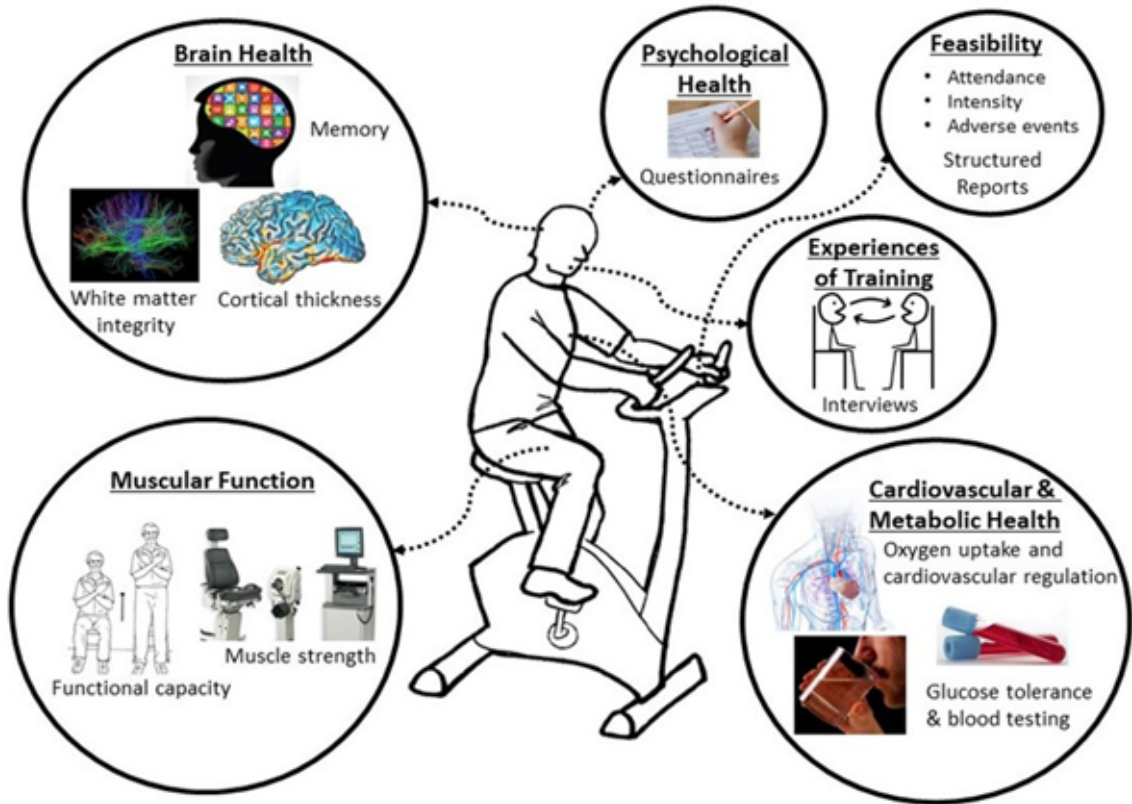 Brain Health
Memory
White matter
integrity
Cortical thickness
Psychological
Health
Questionnaires
Feasibility
• Attendance
• Intensity
• Adverse events
Structured
Reports
Experiences
of Training
Interviews
Muscular Function
Functional capacity
Muscle strength
Cardiovascular &
Metabolic Health
Oxygen uptake and
cardiovascular regulation
Glucose tolerance
& blood testing